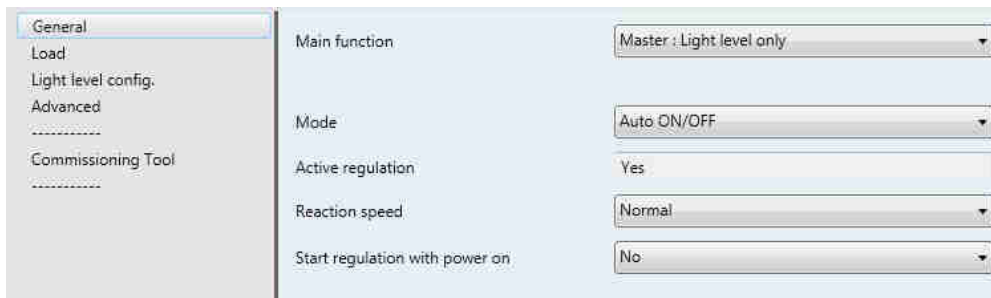 General
Load
Light level config.
Advanced
-----------
Commissioning Tool
-----------
Main function Master : Light level only
Mode Auto ON/OFF
Active regulation Yes
Reaction speed Normal
Start regulation with power on No